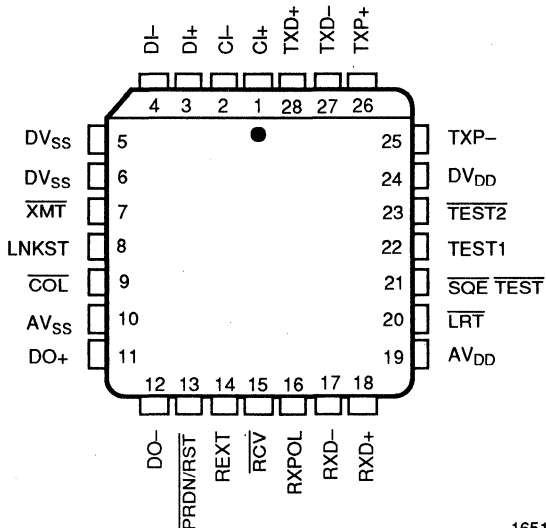 DI– DI+ CI– CI+ TXD+ TXD– TXP+
4 3 2 1 28 27 26
DVSS 5 25 TXP–
DVSS 6 24 DVDD
XMT 7 23 TEST2
LNKST 8 22 TEST1
COL 9 21 SQE TEST
AVSS 10 20 LRT
DO+ 11 19 AVDD
12 13 14 15 16 17 18
DO– PRDN/RST REXT RCV RXPOL RXD– RXD+
1651